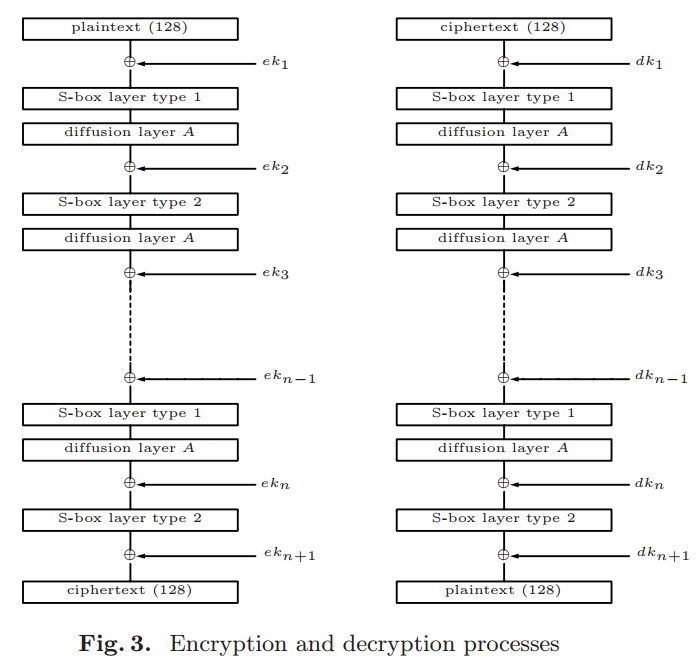 plaintext (128)
⊕ ek₁
S-box layer type 1
diffusion layer A
⊕ ek₂
S-box layer type 2
diffusion layer A
⊕ ek₃
⊕ ekₙ₋₁
S-box layer type 1
diffusion layer A
⊕ ekₙ
S-box layer type 2
⊕ ekₙ₊₁
ciphertext (128)
ciphertext (128)
⊕ dk₁
S-box layer type 1
diffusion layer A
⊕ dk₂
S-box layer type 2
diffusion layer A
⊕ dk₃
⊕ dkₙ₋₁
S-box layer type 1
diffusion layer A
⊕ dkₙ
S-box layer type 2
⊕ dkₙ₊₁
plaintext (128)
Fig. 3. Encryption and decryption processes